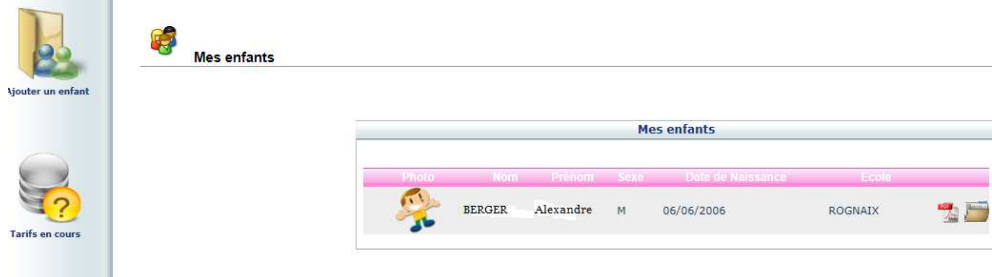 Ajouter un enfant
Tarifs en cours
Mes enfants
Mes enfants
Photo Nom Prénom Sexe Date de Naissance Ecole
BERGER Alexandre M 06/06/2006 ROGNAIX
PDF